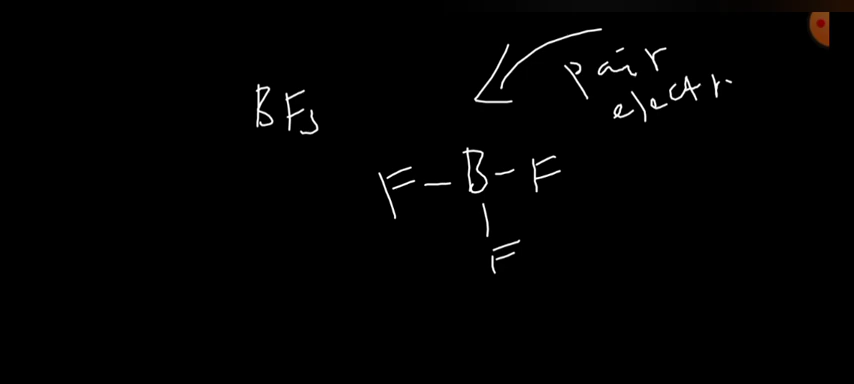 pair
electr
BF3
F-B-F
|
F